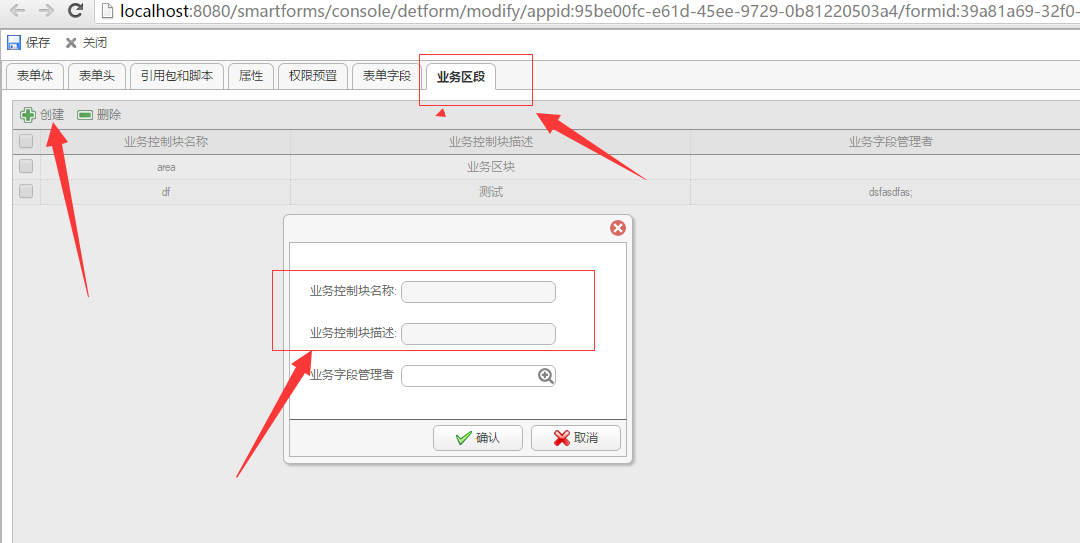 localhost:8080/smartforms/console/detform/modify/appid:95be00fc-e61d-45ee-9729-0b81220503a4/formid:39a81a69-32f0-
保存 关闭
表单体 表单头 引用包和脚本 属性 权限预置 表单字段 业务区段
创建 删除
业务控制块名称 业务控制块描述 业务字段管理者
area 业务区块
df 测试 dsfasdfas;
业务控制块名称:
业务控制块描述:
业务字段管理者
确认 取消